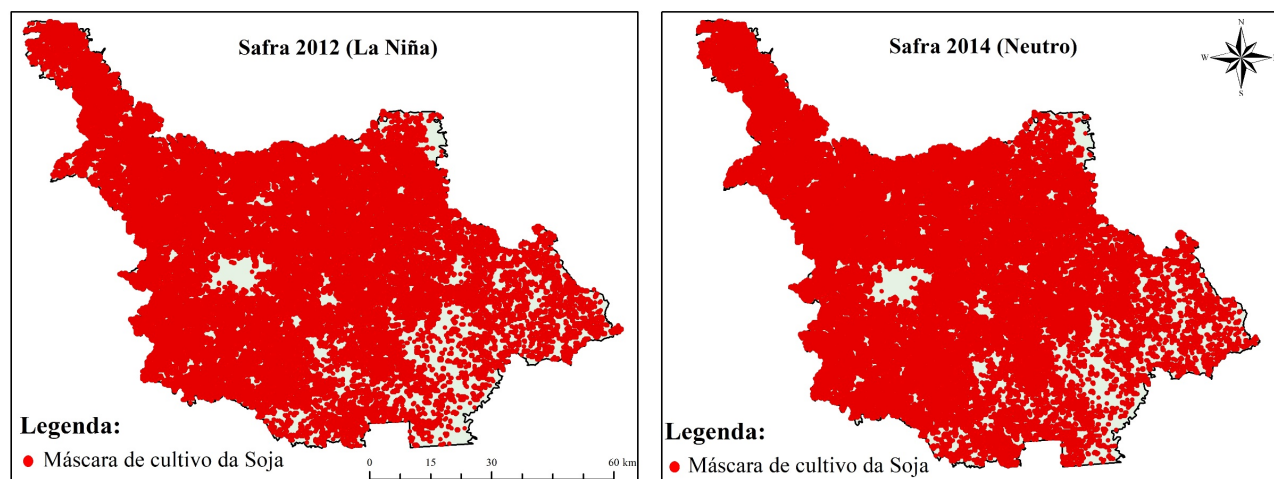 Safra 2012 (La Niña)
Legenda:
Máscara de cultivo da Soja
0 15 30 60 km
Safra 2014 (Neutro)
N
W
S
Legenda:
Máscara de cultivo da Soja